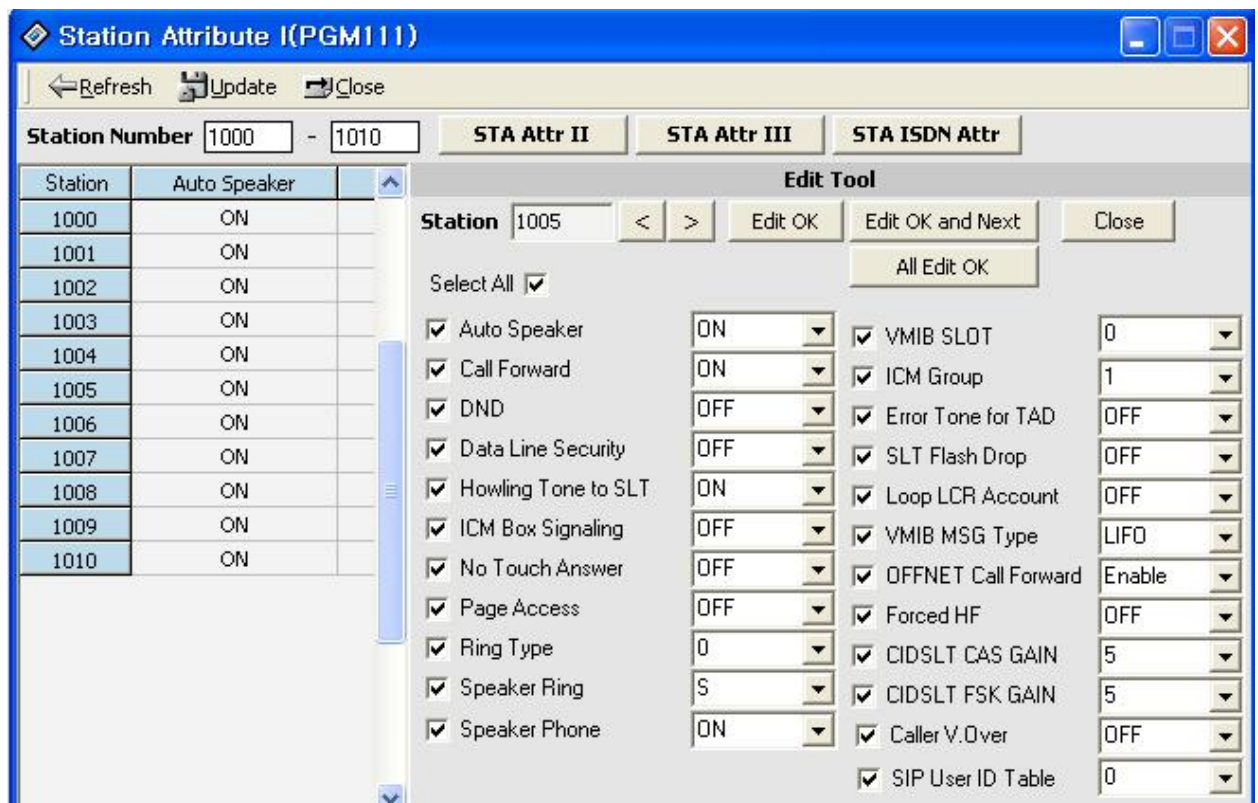 Station Attribute I(PGM111)
Refresh Update Close
Station Number 1000 - 1010 STA Attr II STA Attr III STA ISDN Attr
Station Auto Speaker
1000 ON
1001 ON
1002 ON
1003 ON
1004 ON
1005 ON
1006 ON
1007 ON
1008 ON
1009 ON
1010 ON
Edit Tool
Station 1005 < > Edit OK Edit OK and Next Close
All Edit OK
Select All
Auto Speaker ON
Call Forward ON
DND OFF
Data Line Security OFF
Howling Tone to SLT ON
ICM Box Signaling OFF
No Touch Answer OFF
Page Access OFF
Ring Type 0
Speaker Ring S
Speaker Phone ON
VMIB SLOT 0
ICM Group 1
Error Tone for TAD OFF
SLT Flash Drop OFF
Loop LCR Account OFF
VMIB MSG Type LIFO
OFFNET Call Forward Enable
Forced HF OFF
CIDSLT CAS GAIN 5
CIDSLT FSK GAIN 5
Caller V.Over OFF
SIP User ID Table 0